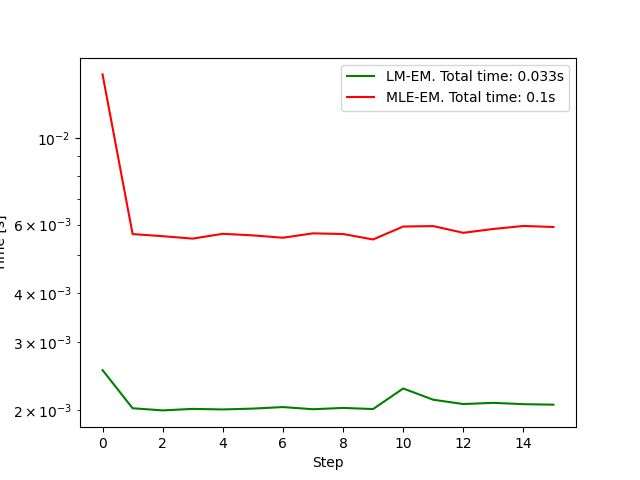 LM-EM. Total time: 0.033s
MLE-EM. Total time: 0.1s
10⁻²
6 × 10⁻³
4 × 10⁻³
3 × 10⁻³
2 × 10⁻³
[s]
0 2 4 6 8 10 12 14
Step